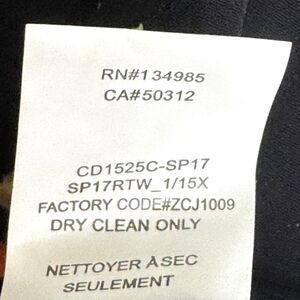 RN#134985
CA#50312
CD1525C-SP17
SP17RTW_1/15X
FACTORY CODE#ZCJ1009
DRY CLEAN ONLY
NETTOYER À SEC
SEULEMENT